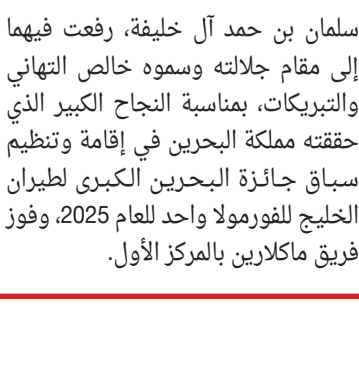 سلمان بن حمد آل خليفة، رفعت فيهما
إلى مقام جلالته وسموه خالص التهاني
والتبريكات، بمناسبة النجاح الكبير الذي
حققته مملكة البحرين في إقامة وتنظيم
سباق جائزة البحرين الكبرى لطيران
الخليج للفورمولا واحد للعام 2025، وفوز
فريق ماكلارين بالمركز الأول.